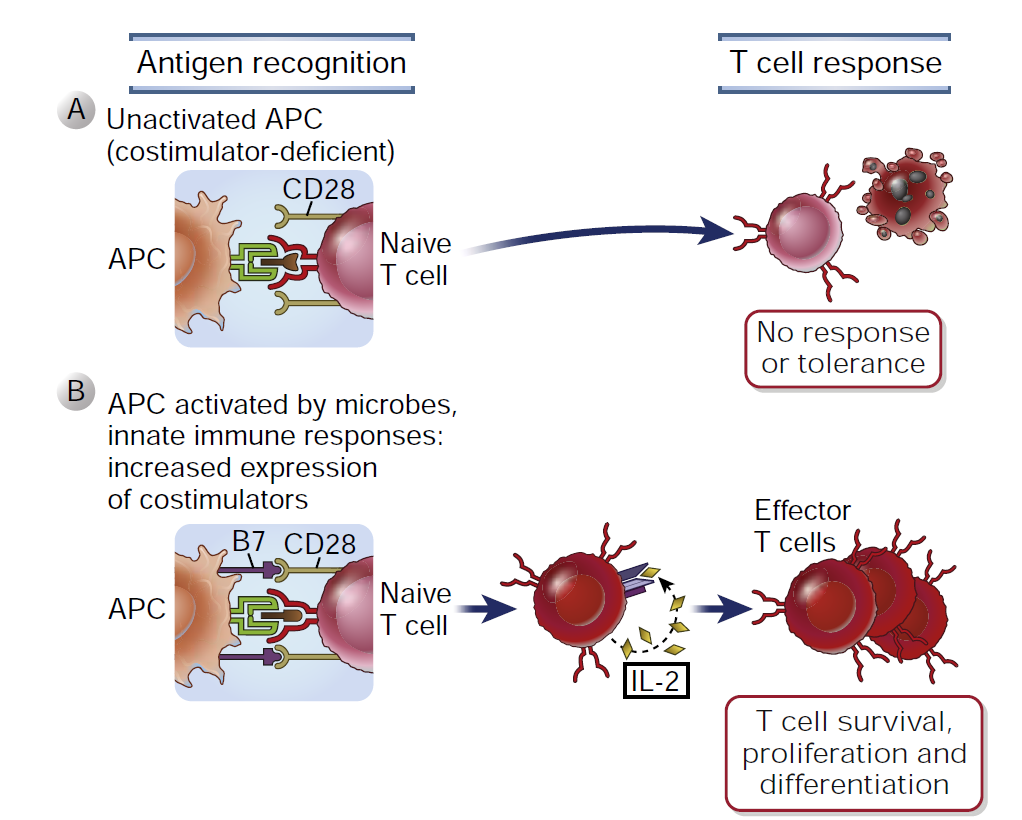 Antigen recognition
T cell response
A
Unactivated APC
(costimulator-deficient)
CD28
APC
Naive
T cell
No response
or tolerance
B
APC activated by microbes,
innate immune responses:
increased expression
of costimulators
B7 CD28
APC
Naive
T cell
IL-2
Effector
T cells
T cell survival,
proliferation and
differentiation